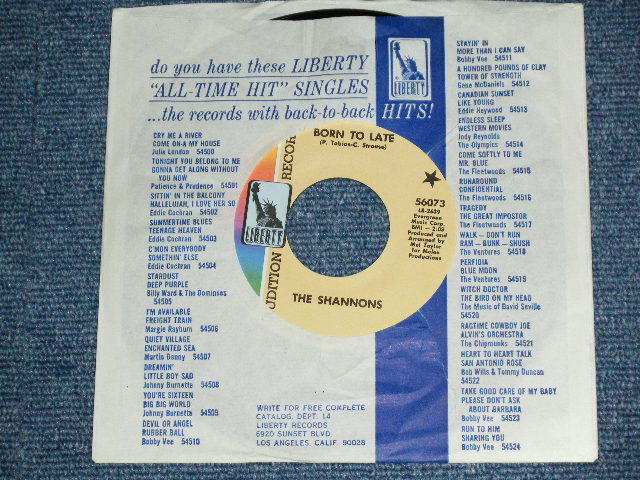 do you have these LIBERTY
"ALL-TIME HIT" SINGLES
...the records with back-to-back HITS!
LIBERTY
CRY ME A RIVER
COME ON-A MY HOUSE
Julie London 54500
TONIGHT YOU BELONG TO ME
GONNA GET ALONG WITHOUT
YOU NOW
Patience & Prudence 54501
SITTIN' IN THE BALCONY
HALLELUJAH, I LOVE HER SO
Eddie Cochran 54502
SUMMERTIME BLUES
TEENAGE HEAVEN
Eddie Cochran 54503
C'MON EVERYBODY
SOMETHIN' ELSE
Eddie Cochran 54504
STARDUST
DEEP PURPLE
Billy Ward & The Dominoes
54505
I'M AVAILABLE
FREIGHT TRAIN
Margie Rayburn 54506
QUIET VILLAGE
ENCHANTED SEA
Martin Denny 54507
DREAMIN'
LITTLE BOY SAD
Johnny Burnette 54508
YOU'RE SIXTEEN
BIG BIG WORLD
Johnny Burnette 54509
DEVIL OR ANGEL
RUBBER BALL
Bobby Vee 54510
BORN TO LATE
(P. Tobias-C. Strouse)
56073
LB-2639
Evergreen
Music Corp.
BMI - 2:03
Produced and
Arranged by
Mel Taylor
for Melee
Productions
AUDITION RECORD
LIBERTY
THE SHANNONS
WRITE FOR FREE COMPLETE
CATALOG: DEPT. 14
LIBERTY RECORDS
6920 SUNSET BLVD
LOS ANGELES, CALIF. 90028
STAYIN' IN
MORE THAN I CAN SAY
Bobby Vee 54511
A HUNDRED POUNDS OF CLAY
TOWER OF STRENGTH
Gene McDaniels 54512
CANADIAN SUNSET
LIKE YOUNG
Eddie Heywood 54513
ENDLESS SLEEP
WESTERN MOVIES
Jody Reynolds
The Olympics 54514
COME SOFTLY TO ME
MR. BLUE
The Fleetwoods 54515
RUNAROUND
CONFIDENTIAL
The Fleetwoods 54516
TRAGEDY
THE GREAT IMPOSTOR
The Fleetwoods 54517
WALK - DON'T RUN
RAM - BUNK - SHUSH
The Ventures 54518
PERFIDIA
BLUE MOON
The Ventures 54519
WITCH DOCTOR
THE BIRD ON MY HEAD
The Music of David Seville
54520
RAGTIME COWBOY JOE
ALVIN'S ORCHESTRA
The Chipmunks 54521
HEART TO HEART TALK
SAN ANTONIO ROSE
Bob Wills & Tommy Duncan
54522
TAKE GOOD CARE OF MY BABY
PLEASE DON'T ASK
ABOUT BARBARA
Bobby Vee 54523
RUN TO HIM
SHARING YOU
Bobby Vee 54524